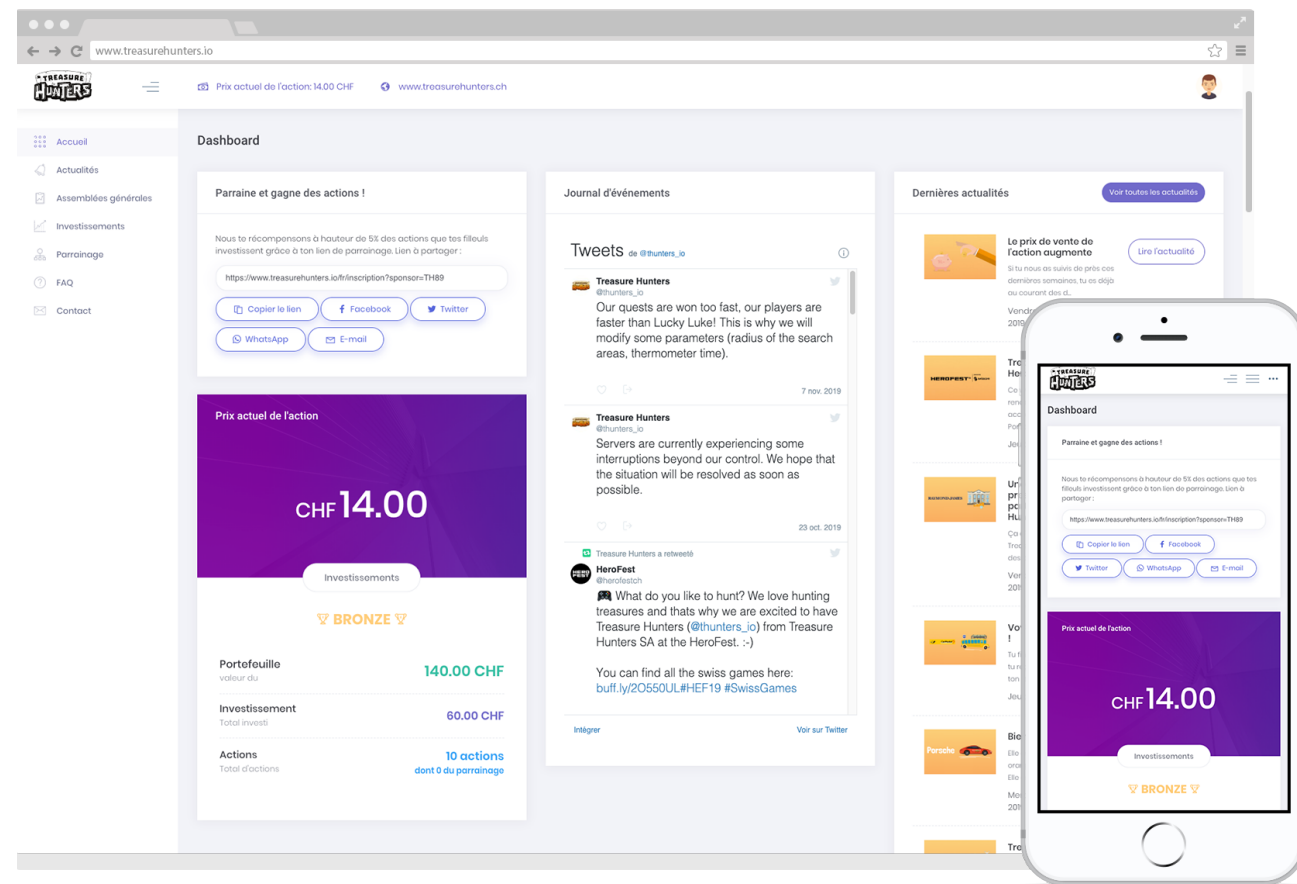 www.treasurehunters.io
TREASURE
HUNTERS
Prix actuel de l'action: 14.00 CHF
www.treasurehunters.ch
Accueil
Actualités
Assemblées générales
Investissements
Parrainage
FAQ
Contact
Dashboard
Parraine et gagne des actions !
Nous te récompensons à hauteur de 5% des actions que tes filleuls
investissent grâce à ton lien de parrainage. Lien à partager :
https://www.treasurehunters.io/fr/inscription?sponsor=TH89
Copier le lien
Facebook
Twitter
WhatsApp
E-mail
Prix actuel de l'action
CHF 14.00
Investissements
BRONZE
Portefeuille
valeur du
140.00 CHF
Investissement
Total investi
60.00 CHF
Actions
Total d'actions
10 actions
dont 0 du parrainage
Journal d'événements
Tweets de @thunters_io
Treasure Hunters
@thunters_io
Our quests are won too fast, our players are
faster than Lucky Luke! This is why we will
modify some parameters (radius of the search
areas, thermometer time).
7 nov. 2019
Treasure Hunters
@thunters_io
Servers are currently experiencing some
interruptions beyond our control. We hope that
the situation will be resolved as soon as
possible.
23 oct. 2019
Treasure Hunters a retweeté
HERO
FEST
HeroFest
@herofestch
What do you like to hunt? We love hunting
treasures and thats why we are excited to have
Treasure Hunters (@thunters_io) from Treasure
Hunters SA at the HeroFest. :-)
You can find all the swiss games here:
buff.ly/2O550UL#HEF19 #SwissGames
Intégrer
Voir sur Twitter
Dernières actualités
Voir toutes les actualités
Le prix de vente de
l'action augmente
Si tu nous as suivis de près ces
dernières semaines, tu es déjà
au courant des d...
Lire l'actualité
HEROFEST
Porsche
TREASURE
HUNTERS
Dashboard
Parraine et gagne des actions !
Nous te récompensons à hauteur de 5% des actions que tes
filleuls investissent grâce à ton lien de parrainage. Lien à
partager :
https://www.treasurehunters.io/fr/inscription?sponsor=TH89
Copier le lien
Facebook
Twitter
WhatsApp
E-mail
Prix actuel de l'action
CHF 14.00
Investissements
BRONZE